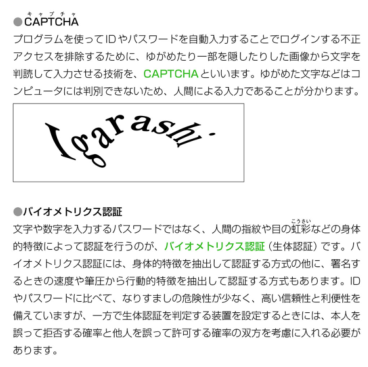 キャプチャ
●CAPTCHA
プログラムを使ってIDやパスワードを自動入力することでログインする不正
アクセスを排除するために、ゆがめたり一部を隠したりした画像から文字を
判読して入力させる技術を、CAPTCHAといいます。ゆがめた文字などはコ
ンピュータには判別できないため、人間による入力であることが分かります。
Igarashi
●バイオメトリクス認証
こうさい
文字や数字を入力するパスワードではなく、人間の指紋や目の虹彩などの身体
的特徴によって認証を行うのが、バイオメトリクス認証（生体認証）です。バ
イオメトリクス認証には、身体的特徴を抽出して認証する方式の他に、署名す
るときの速度や筆圧から行動的特徴を抽出して認証する方式もあります。ID
やパスワードに比べて、なりすましの危険性が少なく、高い信頼性と利便性を
備えていますが、一方で生体認証を判定する装置を設定するときには、本人を
誤って拒否する確率と他人を誤って許可する確率の双方を考慮に入れる必要が
あります。